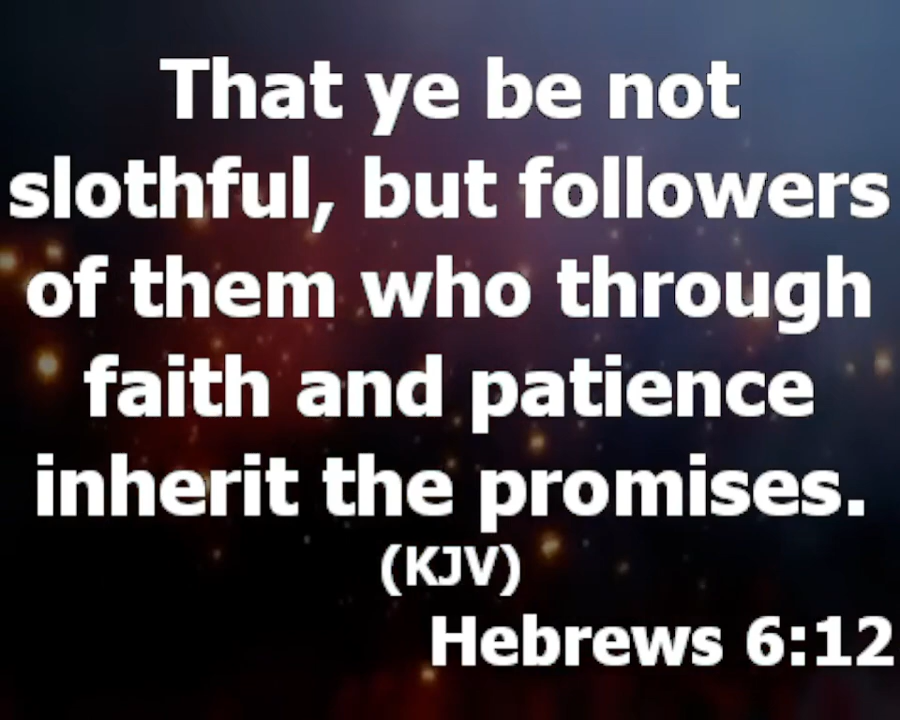 That ye be not
slothful, but followers
of them who through
faith and patience
inherit the promises.
(KJV)
Hebrews 6:12